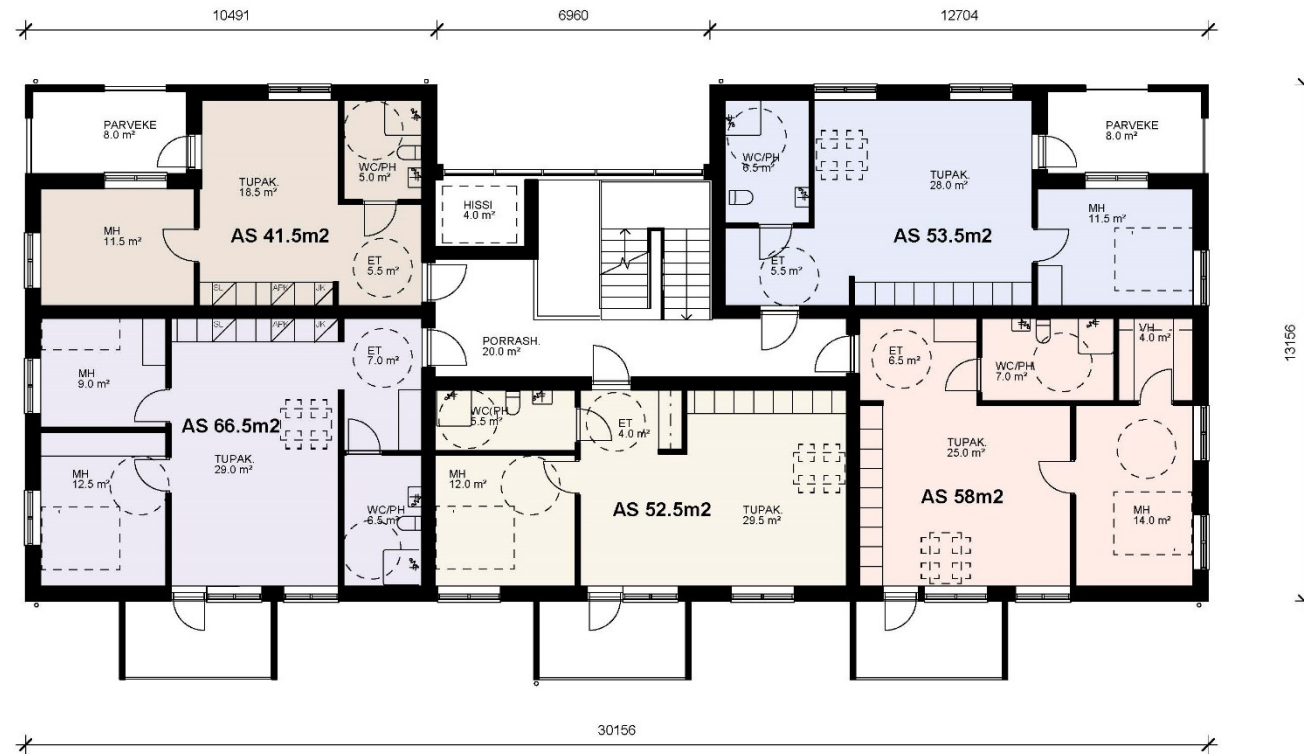 10491
6960
12704
PARVEKE
8.0 m²
TUPAK.
18.5 m²
WC/PH
5.0 m²
MH
11.5 m²
AS 41.5m2
ET
5.5 m²
SL
APK
JK
HISSI
4.0 m²
WC/PH
6.5 m²
TUPAK.
28.0 m²
PARVEKE
8.0 m²
AS 53.5m2
MH
11.5 m²
ET
5.5 m²
13156
SL
APK
JK
MH
9.0 m²
ET
7.0 m²
AS 66.5m2
TUPAK.
29.0 m²
MH
12.5 m²
WC/PH
6.5 m²
PORRASH.
20.0 m²
WC/PH
5.5 m²
ET
4.0 m²
MH
12.0 m²
AS 52.5m2
TUPAK.
29.5 m²
ET
6.5 m²
WC/PH
7.0 m²
VH
4.0 m²
TUPAK.
25.0 m²
AS 58m2
MH
14.0 m²
30156